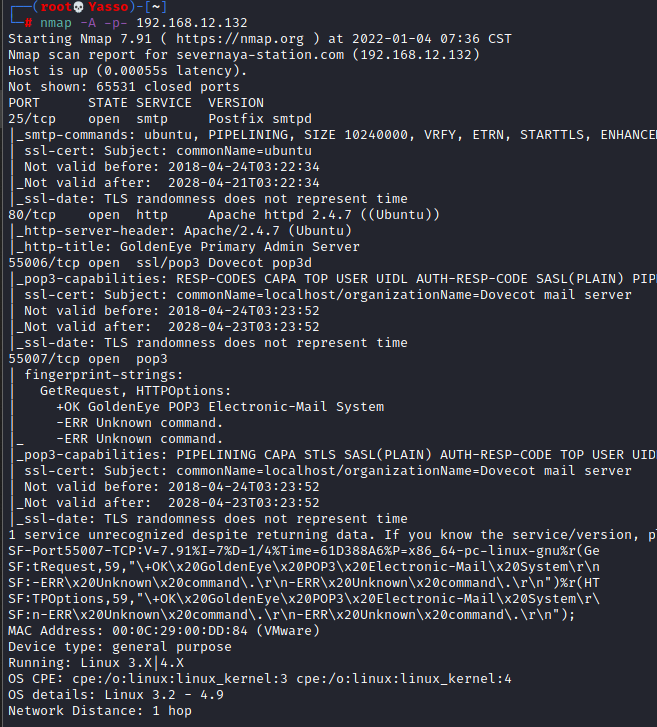 ┌──(root💀Yasso)-[~]
└─# nmap -A -p- 192.168.12.132
Starting Nmap 7.91 ( https://nmap.org ) at 2022-01-04 07:36 CST
Nmap scan report for severnaya-station.com (192.168.12.132)
Host is up (0.00055s latency).
Not shown: 65531 closed ports
PORT      STATE SERVICE  VERSION
25/tcp    open  smtp     Postfix smtpd
|_smtp-commands: ubuntu, PIPELINING, SIZE 10240000, VRFY, ETRN, STARTTLS, ENHANCE
| ssl-cert: Subject: commonName=ubuntu
| Not valid before: 2018-04-24T03:22:34
|_Not valid after:  2028-04-21T03:22:34
|_ssl-date: TLS randomness does not represent time
80/tcp    open  http     Apache httpd 2.4.7 ((Ubuntu))
|_http-server-header: Apache/2.4.7 (Ubuntu)
|_http-title: GoldenEye Primary Admin Server
55006/tcp open  ssl/pop3 Dovecot pop3d
|_pop3-capabilities: RESP-CODES CAPA TOP USER UIDL AUTH-RESP-CODE SASL(PLAIN) PIP
| ssl-cert: Subject: commonName=localhost/organizationName=Dovecot mail server
| Not valid before: 2018-04-24T03:23:52
|_Not valid after:  2028-04-23T03:23:52
|_ssl-date: TLS randomness does not represent time
55007/tcp open  pop3
| fingerprint-strings:
|   GetRequest, HTTPOptions:
|     +OK GoldenEye POP3 Electronic-Mail System
|     -ERR Unknown command.
|_    -ERR Unknown command.
|_pop3-capabilities: PIPELINING CAPA STLS SASL(PLAIN) AUTH-RESP-CODE TOP USER UID
| ssl-cert: Subject: commonName=localhost/organizationName=Dovecot mail server
| Not valid before: 2018-04-24T03:23:52
|_Not valid after:  2028-04-23T03:23:52
|_ssl-date: TLS randomness does not represent time
1 service unrecognized despite returning data. If you know the service/version, p
SF-Port55007-TCP:V=7.91%I=7%D=1/4%Time=61D388A6%P=x86_64-pc-linux-gnu%r(Ge
SF:tRequest,59,"\+OK\x20GoldenEye\x20POP3\x20Electronic-Mail\x20System\r\n
SF:-ERR\x20Unknown\x20command\.\r\n-ERR\x20Unknown\x20command\.\r\n")%r(HT
SF:TPOptions,59,"\+OK\x20GoldenEye\x20POP3\x20Electronic-Mail\x20System\r\
SF:n-ERR\x20Unknown\x20command\.\r\n-ERR\x20Unknown\x20command\.\r\n");
MAC Address: 00:0C:29:00:DD:84 (VMware)
Device type: general purpose
Running: Linux 3.X|4.X
OS CPE: cpe:/o:linux:linux_kernel:3 cpe:/o:linux:linux_kernel:4
OS details: Linux 3.2 - 4.9
Network Distance: 1 hop